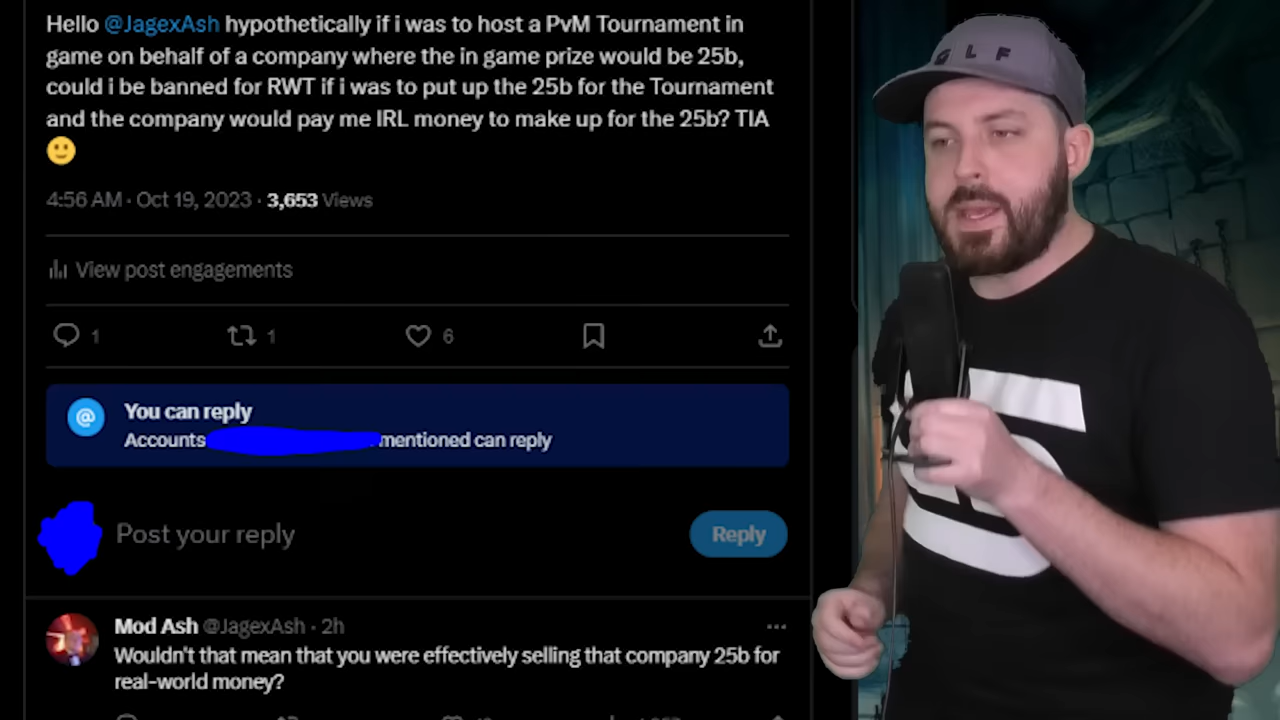 Hello @JagexAsh hypothetically if i was to host a PvM Tournament in
game on behalf of a company where the in game prize would be 25b,
could i be banned for RWT if i was to put up the 25b for the Tournament
and the company would pay me IRL money to make up for the 25b? TIA
🙂
4:56 AM · Oct 19, 2023 · 3,653 Views
View post engagements
1 1 6
You can reply
Accounts mentioned can reply
Post your reply
Reply
Mod Ash @JagexAsh · 2h
Wouldn't that mean that you were effectively selling that company 25b for
real-world money?
GLF